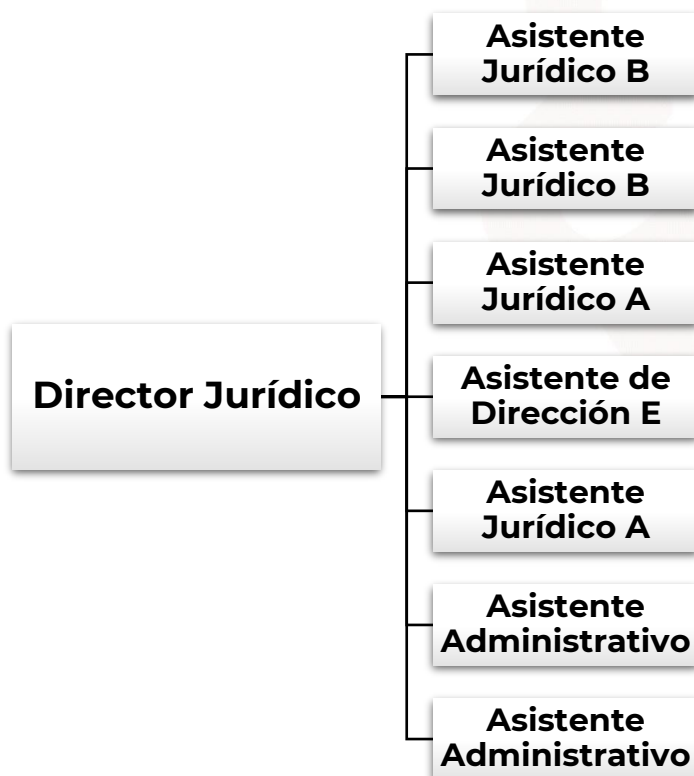 Asistente
Jurídico B
Asistente
Jurídico B
Asistente
Jurídico A
Director Jurídico
Asistente de
Dirección E
Asistente
Jurídico A
Asistente
Administrativo
Asistente
Administrativo